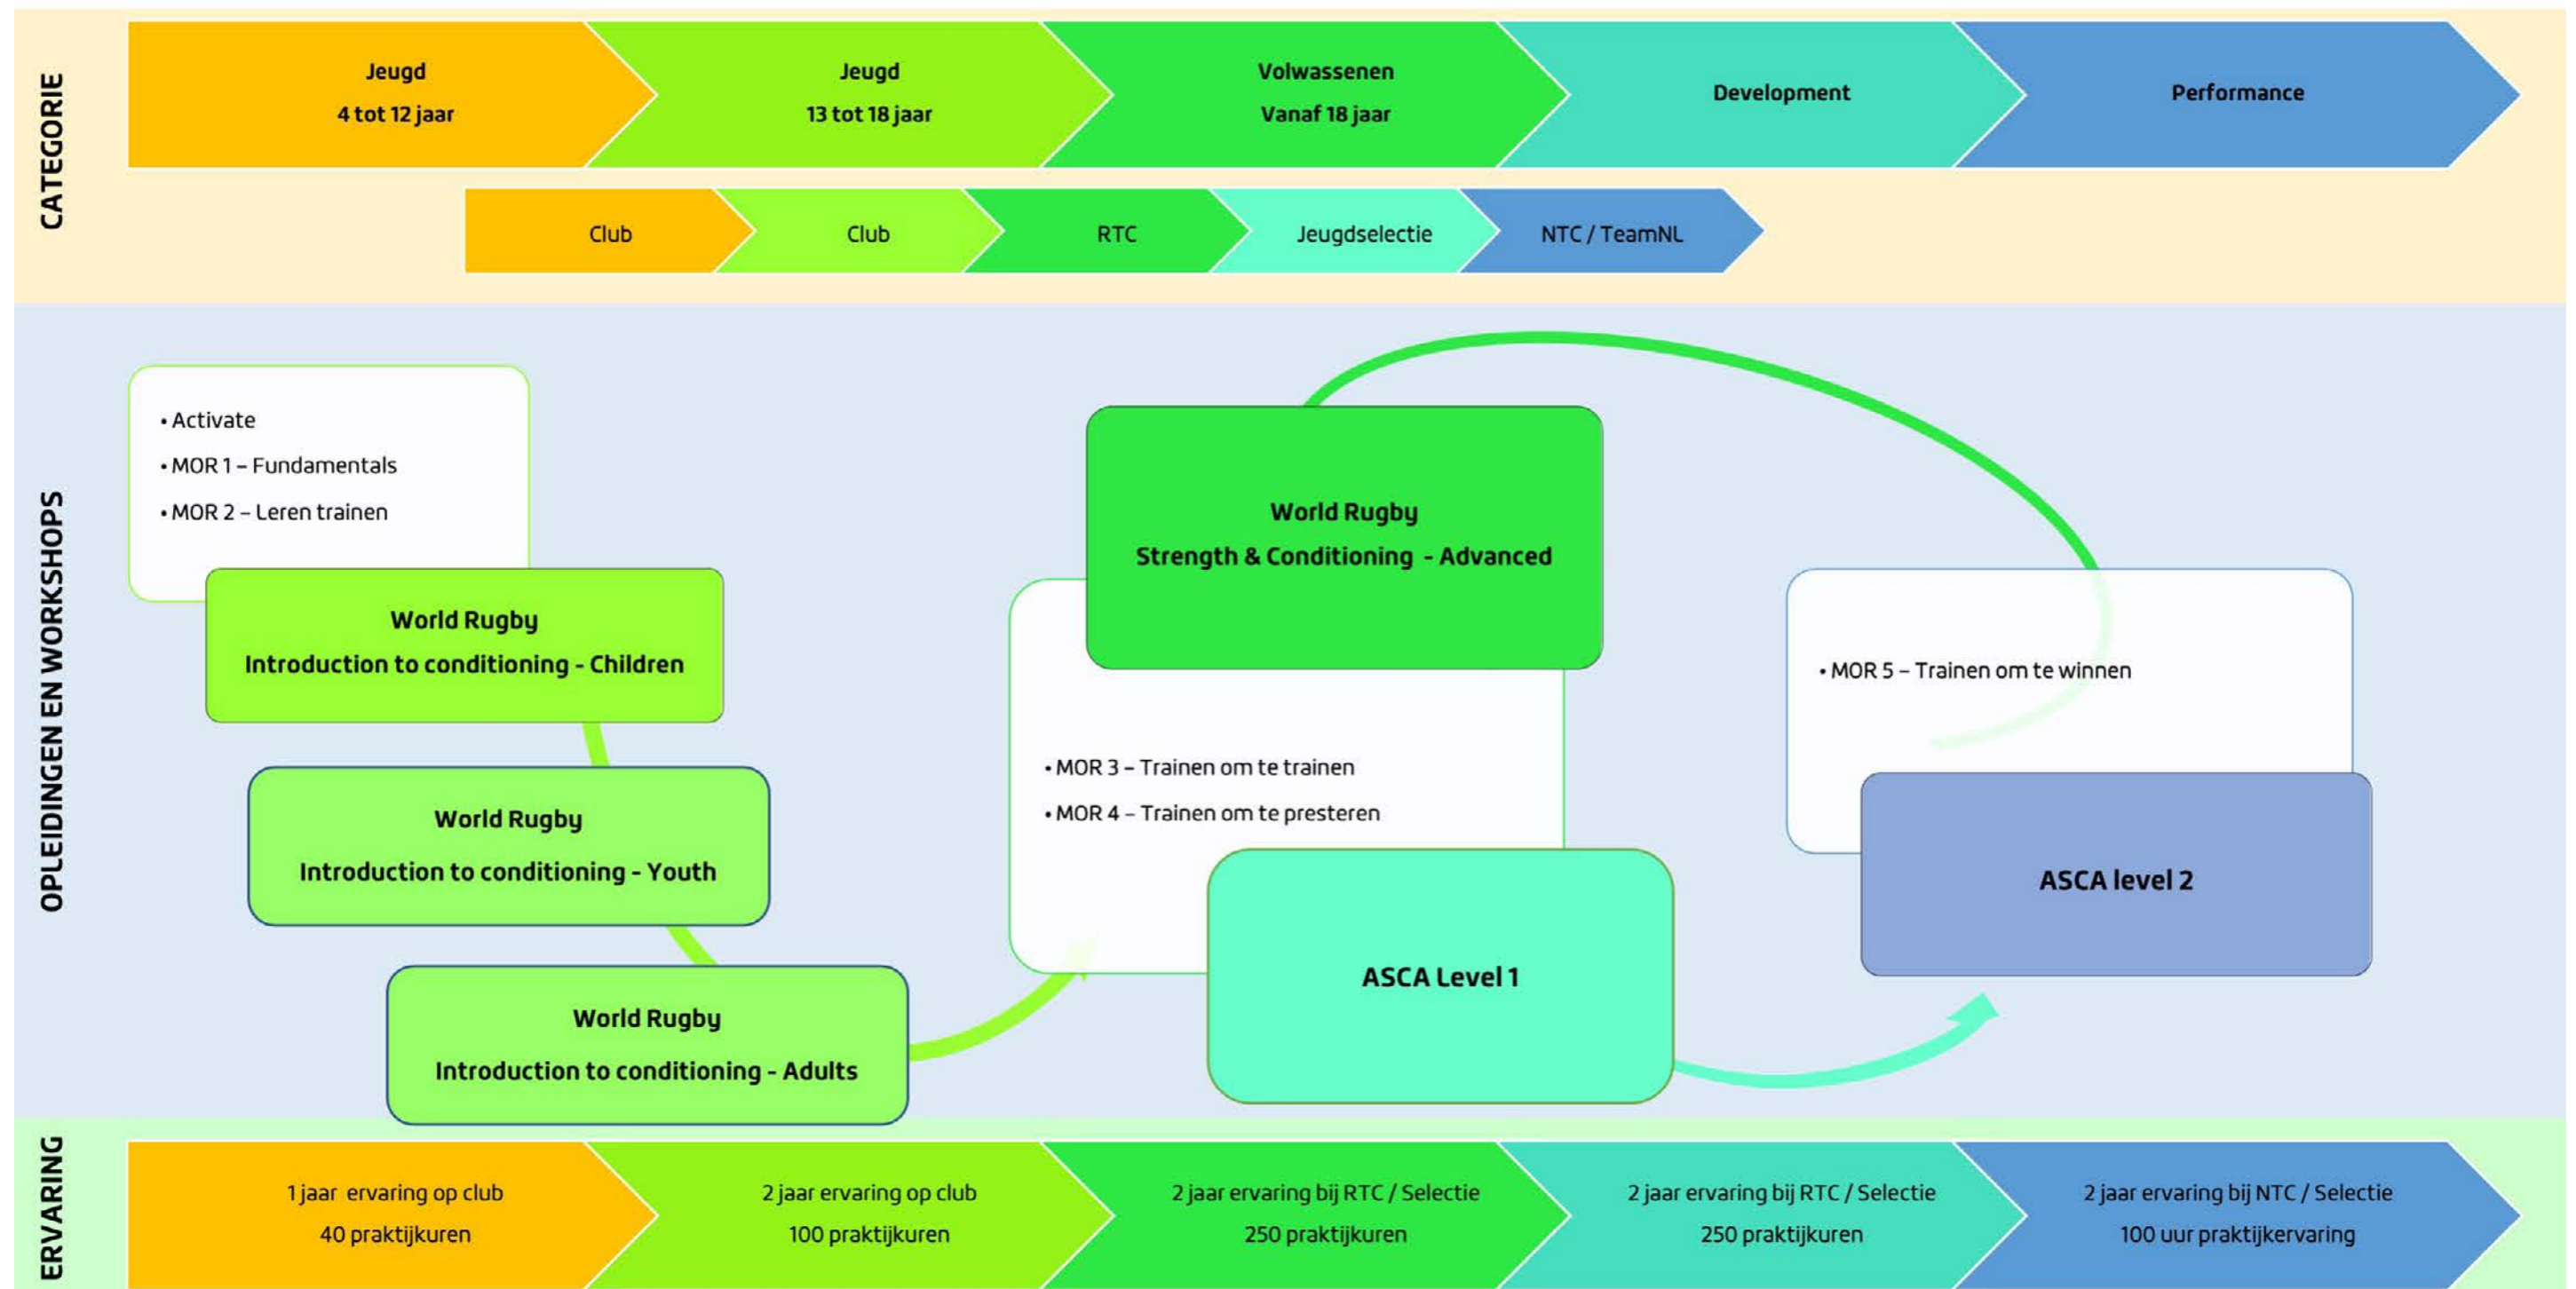 CATEGORIE
Jeugd
4 tot 12 jaar
Jeugd
13 tot 18 jaar
Volwassenen
Vanaf 18 jaar
Development
Performance
Club
Club
RTC
Jeugdselectie
NTC / TeamNL
OPLEIDINGEN EN WORKSHOPS
• Activate
• MOR 1 – Fundamentals
• MOR 2 – Leren trainen
World Rugby
Introduction to conditioning - Children
World Rugby
Introduction to conditioning - Youth
World Rugby
Introduction to conditioning - Adults
World Rugby
Strength & Conditioning - Advanced
• MOR 3 – Trainen om te trainen
• MOR 4 – Trainen om te presteren
ASCA Level 1
• MOR 5 – Trainen om te winnen
ASCA level 2
ERVARING
1 jaar ervaring op club
40 praktijkuren
2 jaar ervaring op club
100 praktijkuren
2 jaar ervaring bij RTC / Selectie
250 praktijkuren
2 jaar ervaring bij RTC / Selectie
250 praktijkuren
2 jaar ervaring bij NTC / Selectie
100 uur praktijkervaring